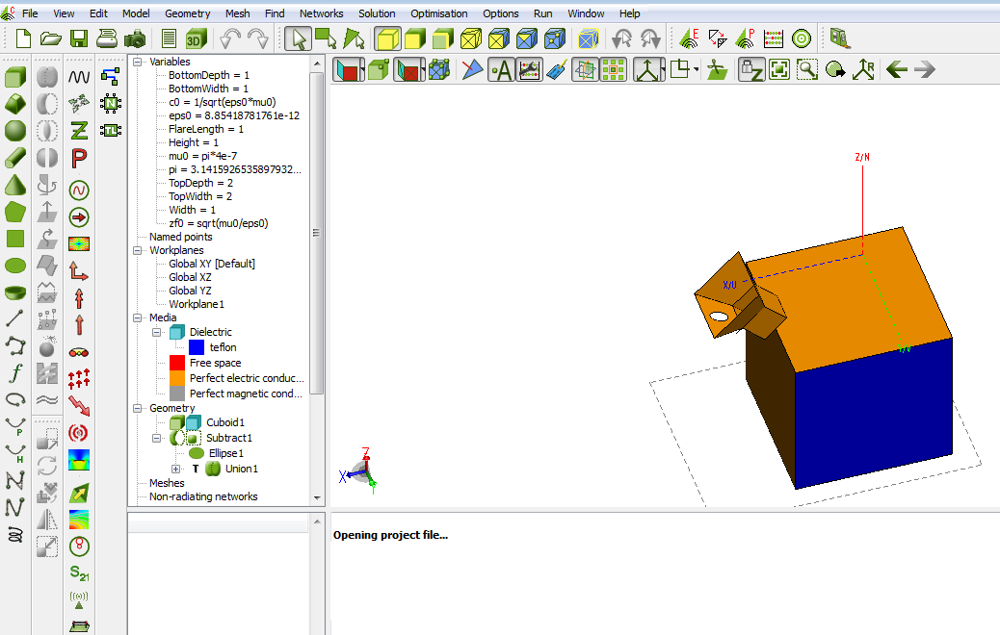 File View Edit Model Geometry Mesh Find Networks Solution Optimisation Options Run Window Help
3D
E
P
A
Z
R
Variables
BottomDepth = 1
BottomWidth = 1
c0 = 1/sqrt(eps0*mu0)
eps0 = 8.85418781761e-12
FlareLength = 1
Height = 1
mu0 = pi*4e-7
pi = 3.1415926535897932...
TopDepth = 2
TopWidth = 2
Width = 1
zf0 = sqrt(mu0/eps0)
Named points
Workplanes
Global XY [Default]
Global XZ
Global YZ
Workplane1
Media
Dielectric
teflon
Free space
Perfect electric conduc...
Perfect magnetic cond...
Geometry
Cuboid1
Subtract1
Ellipse1
T Union1
Meshes
Non-radiating networks
N
TL
Z
P
f
P
H
S21
Z/N
X/U
Z
X
Opening project file...